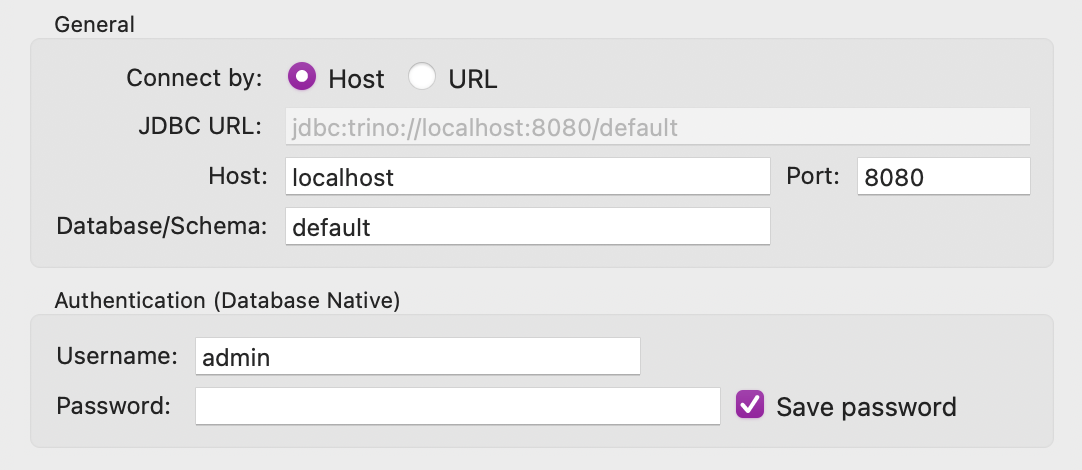 General
Connect by: Host URL
JDBC URL: jdbc:trino://localhost:8080/default
Host: localhost Port: 8080
Database/Schema: default
Authentication (Database Native)
Username: admin
Password: Save password